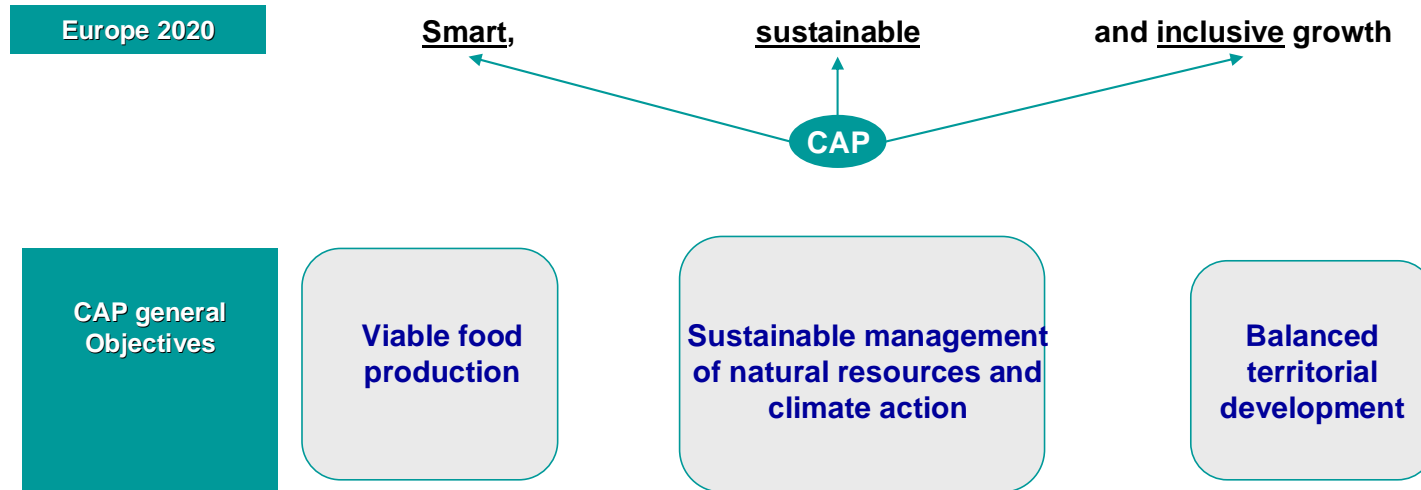 Europe 2020
Smart,
sustainable
and inclusive growth
CAP
CAP general
Objectives
Viable food
production
Sustainable management
of natural resources and
climate action
Balanced
territorial
development